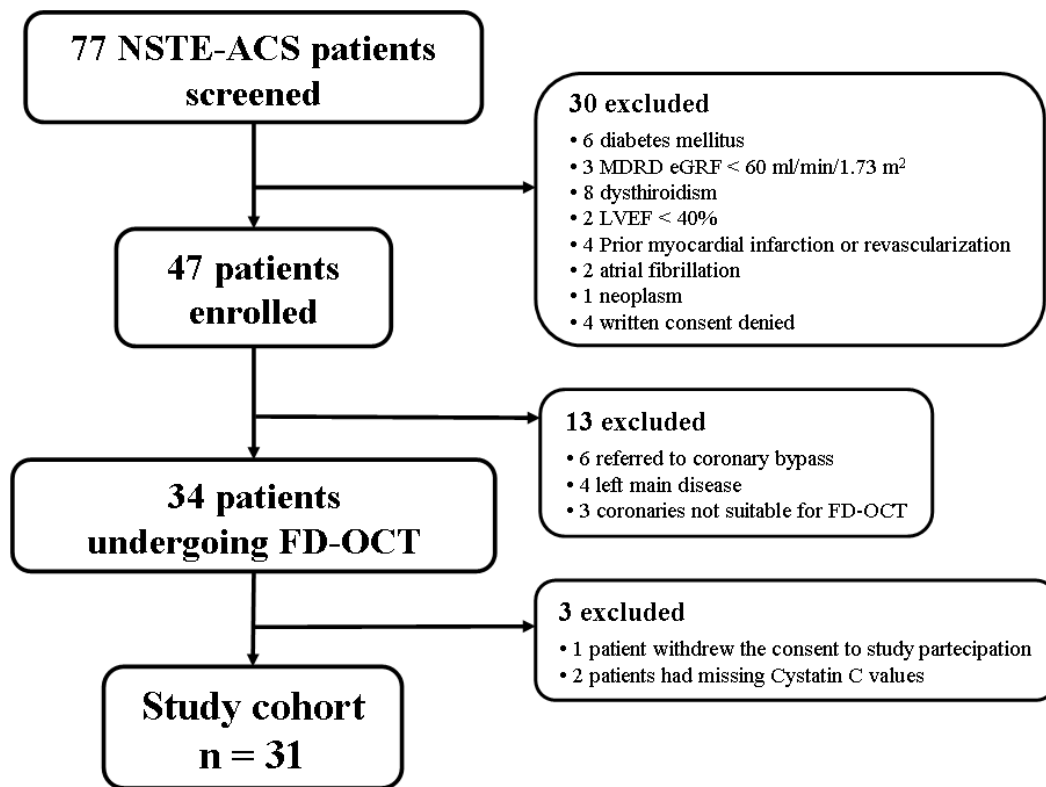 77 NSTE-ACS patients
screened
30 excluded
• 6 diabetes mellitus
• 3 MDRD eGRF < 60 ml/min/1.73 m²
• 8 dysthiroidism
• 2 LVEF < 40%
• 4 Prior myocardial infarction or revascularization
• 2 atrial fibrillation
• 1 neoplasm
• 4 written consent denied
47 patients
enrolled
13 excluded
• 6 referred to coronary bypass
• 4 left main disease
• 3 coronaries not suitable for FD-OCT
34 patients
undergoing FD-OCT
3 excluded
• 1 patient withdrew the consent to study partecipation
• 2 patients had missing Cystatin C values
Study cohort
n = 31